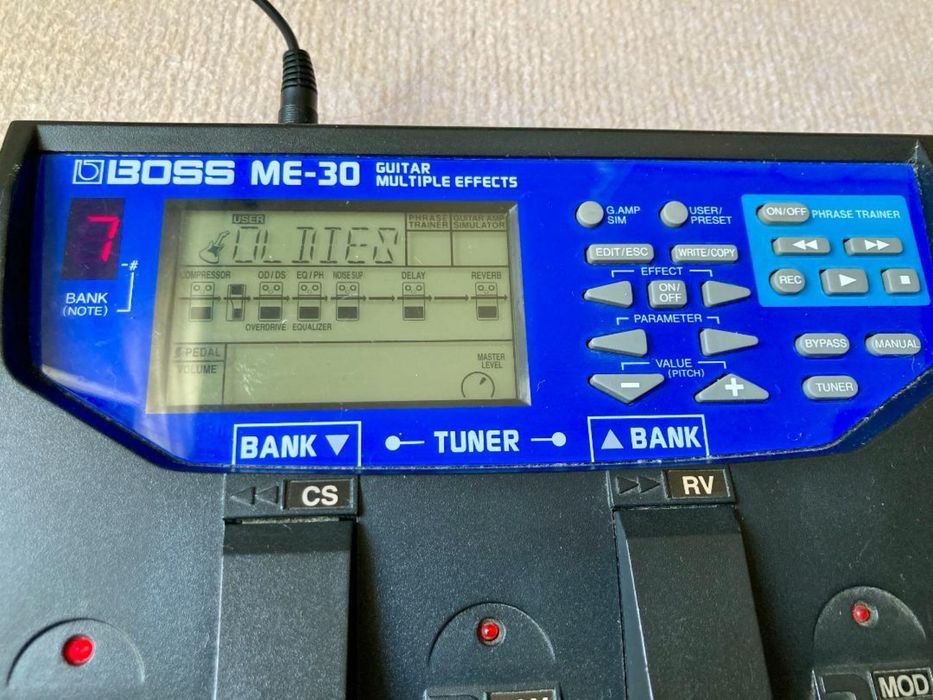 BOSS ME-30 GUITAR MULTIPLE EFFECTS
7
-#
BANK (NOTE)
USER
OLDIES
PHRASE TRAINER
GUITAR AMP SIMULATOR
COMPRESSOR OD/DS EQ/PH NOISE SUP DELAY REVERB
OVERDRIVE EQUALIZER
PEDAL
VOLUME
MASTER LEVEL
G.AMP SIM
USER/PRESET
EDIT/ESC
WRITE/COPY
EFFECT
ON/OFF
PARAMETER
VALUE (PITCH)
- +
ON/OFF PHRASE TRAINER
REC
BYPASS
MANUAL
TUNER
BANK ▼
TUNER
▲ BANK
CS
RV
MOD